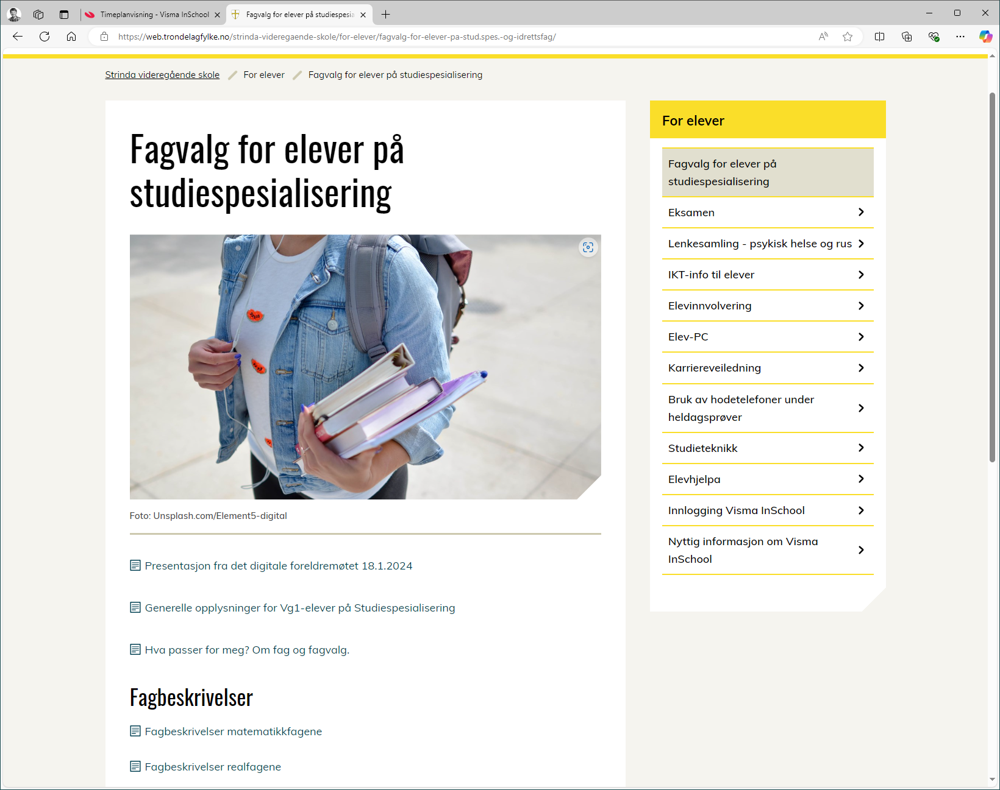 Timeplanvisning - Visma InSchool
Fagvalg for elever på studiespesia
https://web.trondelagfylke.no/strinda-videregaende-skole/for-elever/fagvalg-for-elever-pa-stud.spes.-og-idrettsfag/
Strinda videregående skole
For elever
Fagvalg for elever på studiespesialisering
Fagvalg for elever på
studiespesialisering
Foto: Unsplash.com/Element5-digital
Presentasjon fra det digitale foreldremøtet 18.1.2024
Generelle opplysninger for Vg1-elever på Studiespesialisering
Hva passer for meg? Om fag og fagvalg.
Fagbeskrivelser
Fagbeskrivelser matematikkfagene
Fagbeskrivelser realfagene
For elever
Fagvalg for elever på
studiespesialisering
Eksamen
Lenkesamling - psykisk helse og rus
IKT-info til elever
Elevinnvolvering
Elev-PC
Karriereveiledning
Bruk av hodetelefoner under
heldagsprøver
Studieteknikk
Elevhjelpa
Innlogging Visma InSchool
Nyttig informasjon om Visma
InSchool